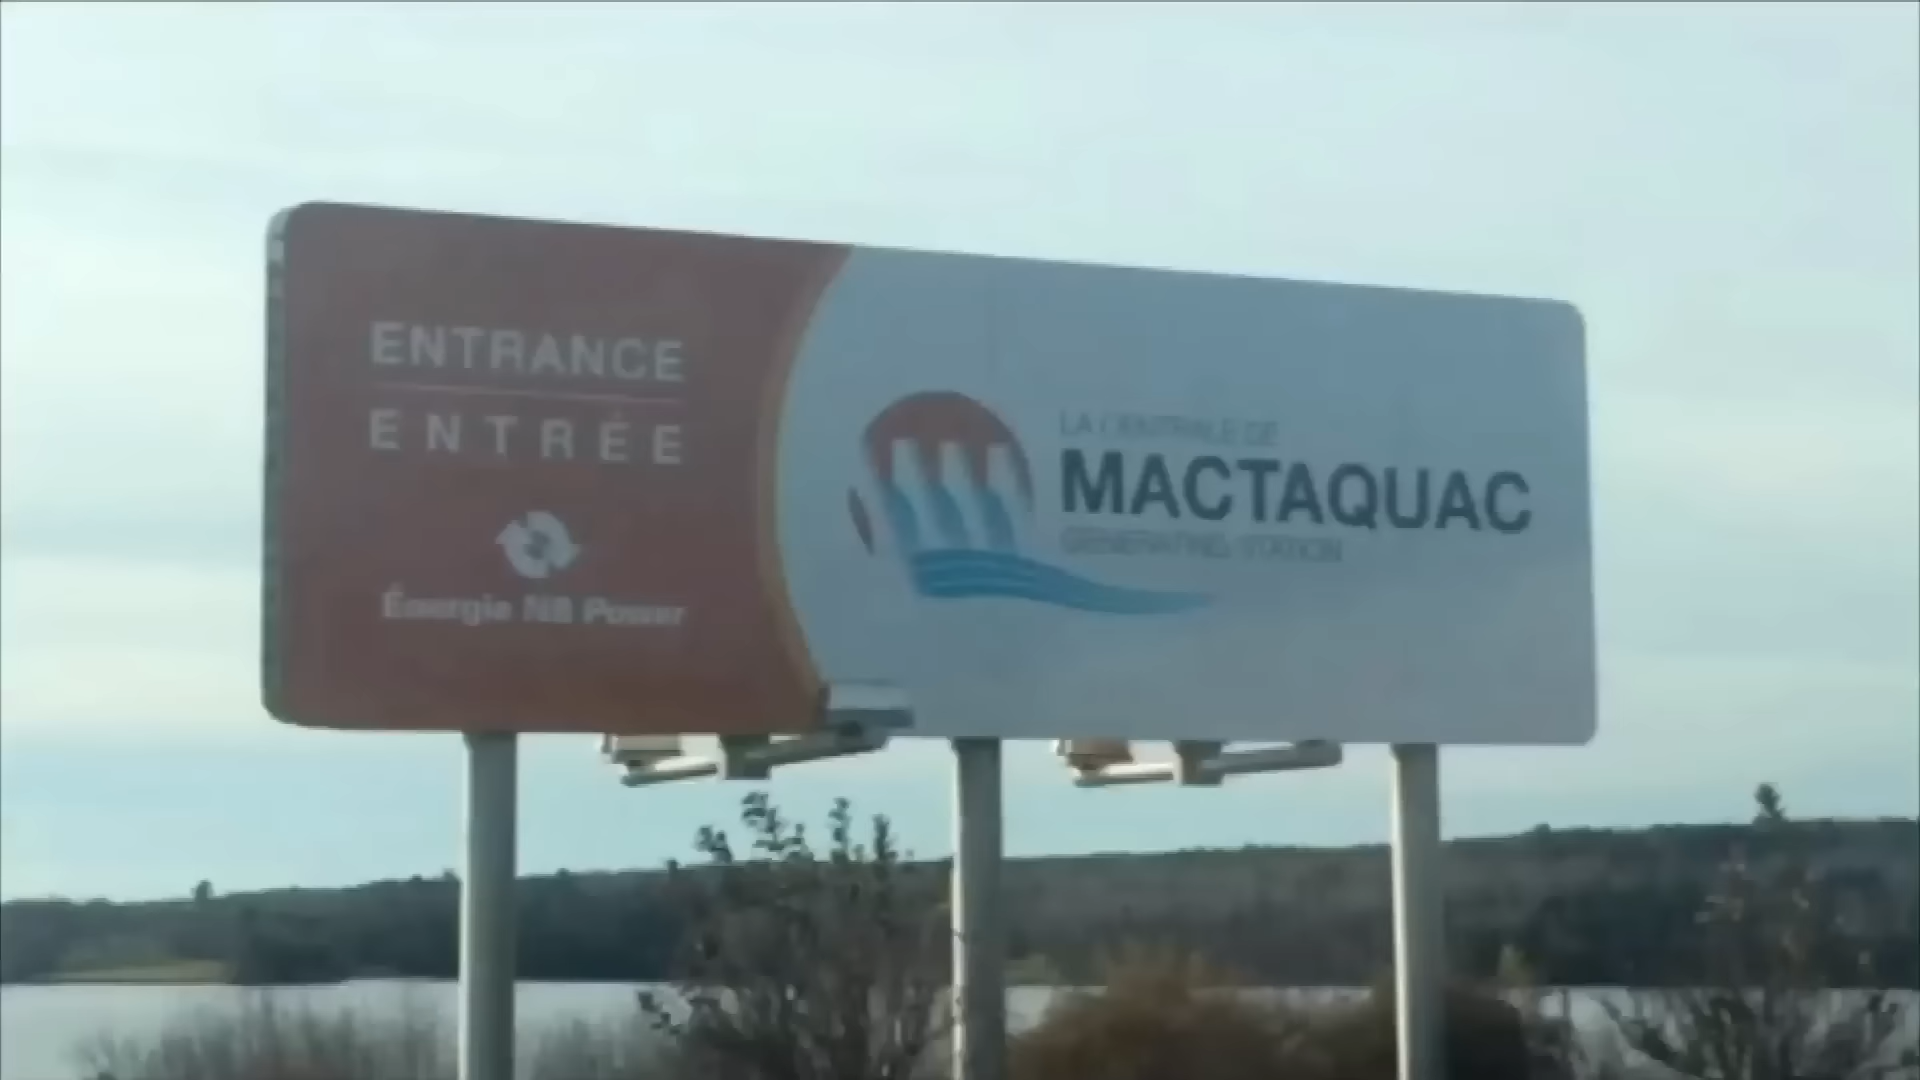 ENTRANCE
ENTRÉE
Énergie NB Power
LA CENTRALE DE
MACTAQUAC
GENERATING STATION